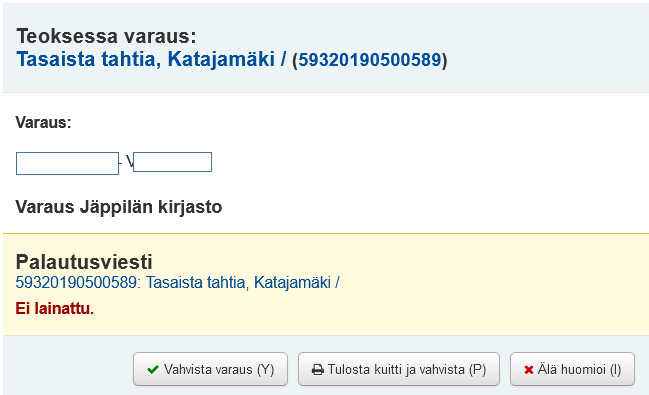 Teoksessa varaus:
Tasaista tahtia, Katajamäki / (59320190500589)
Varaus:
- V
Varaus Jäppilän kirjasto
Palautusviesti
59320190500589: Tasaista tahtia, Katajamäki /
Ei lainattu.
Vahvista varaus (Y) Tulosta kuitti ja vahvista (P) Älä huomioi (I)